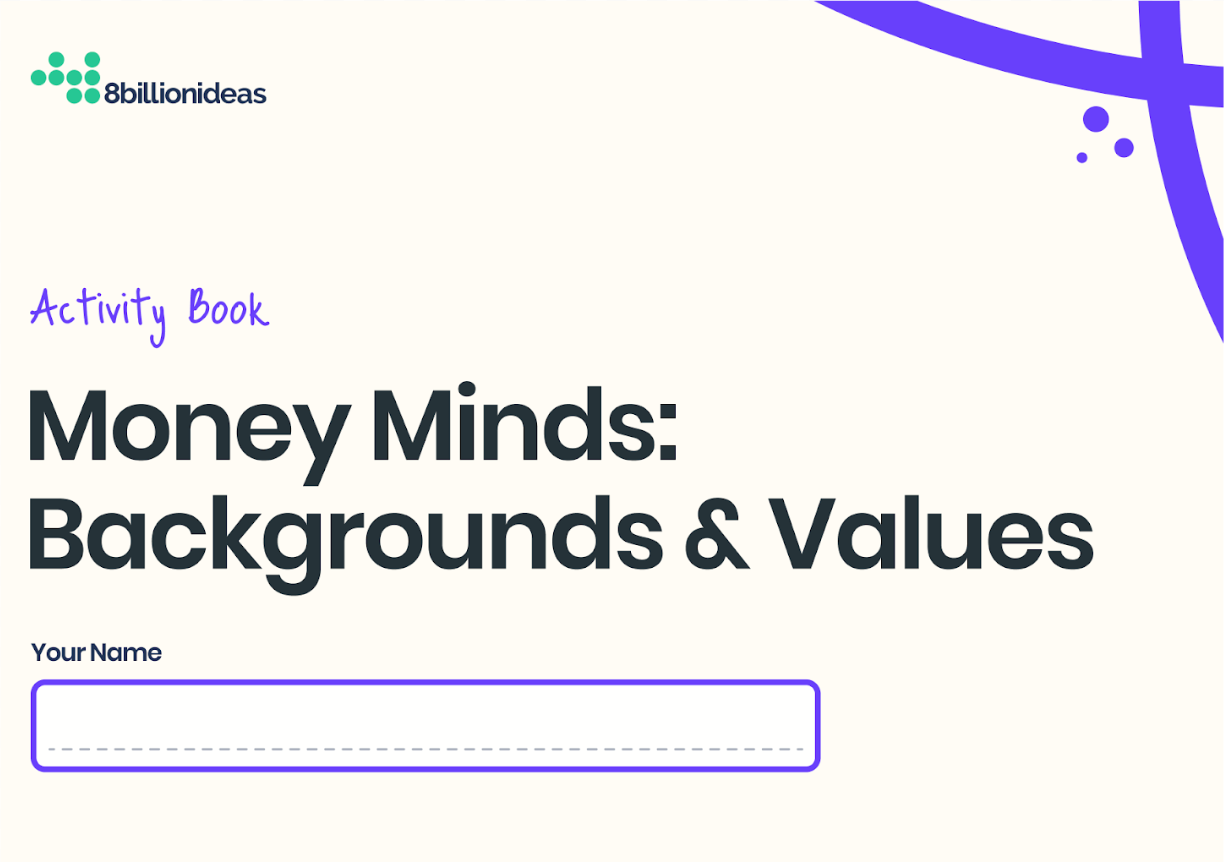 8billionideas
Activity Book
Money Minds:
Backgrounds & Values
Your Name